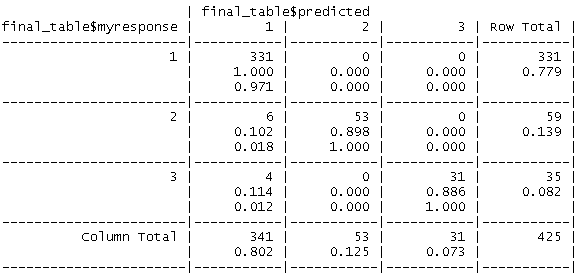 | final_table$predicted
final_table$myresponse | 1 | 2 | 3 | Row Total |
-----------------------|-----------|-----------|-----------|-----------|
1 | 331 | 0 | 0 | 331 |
| 1.000 | 0.000 | 0.000 | 0.779 |
| 0.971 | 0.000 | 0.000 | |
-----------------------|-----------|-----------|-----------|-----------|
2 | 6 | 53 | 0 | 59 |
| 0.102 | 0.898 | 0.000 | 0.139 |
| 0.018 | 1.000 | 0.000 | |
-----------------------|-----------|-----------|-----------|-----------|
3 | 4 | 0 | 31 | 35 |
| 0.114 | 0.000 | 0.886 | 0.082 |
| 0.012 | 0.000 | 1.000 | |
-----------------------|-----------|-----------|-----------|-----------|
Column Total | 341 | 53 | 31 | 425 |
| 0.802 | 0.125 | 0.073 | |
-----------------------|-----------|-----------|-----------|-----------|